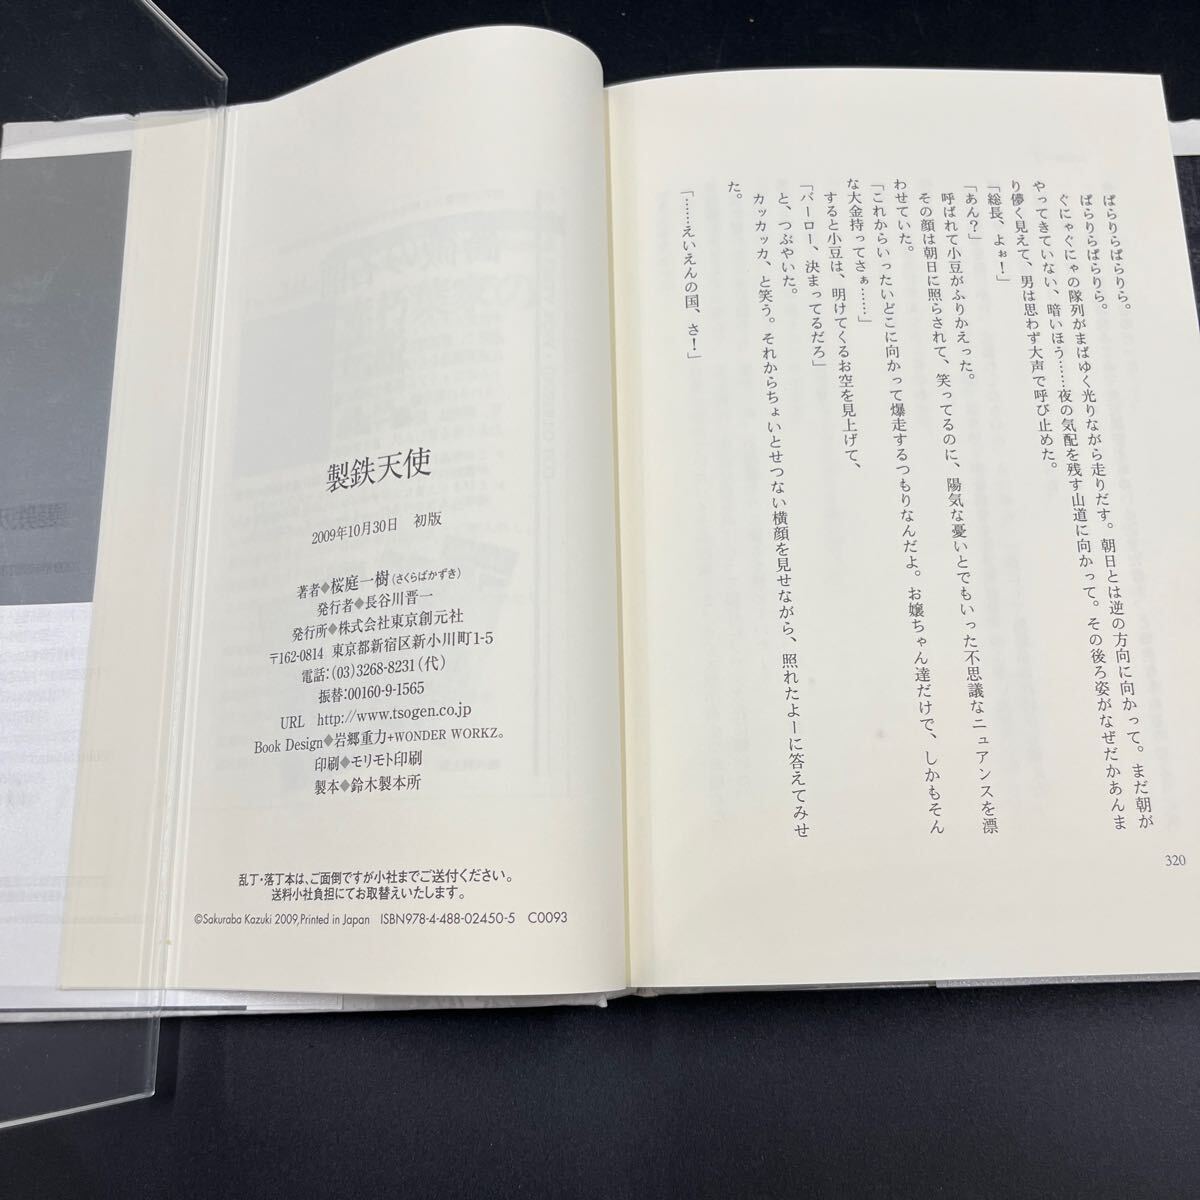 ぱらりらぱらりら。
ぱらりらぱらりら。
ぐにゃぐにゃの隊列がまばゆく光りながら走りだす。朝日とは逆の方向に向かって。まだ朝が
やってきていない、暗いほう……夜の気配を残す山道に向かって。その後ろ姿がなぜだかあんま
り儚く見えて、男は思わず大声で呼び止めた。
「総長、よぉ！」
「あん？」
呼ばれて小豆がふりかえった。
その顔は朝日に照らされて、笑ってるのに、陽気な憂いとでもいった不思議なニュアンスを漂
わせていた。
「これからいったいどこに向かって爆走するつもりなんだよ。お嬢ちゃん達だけで、しかもそん
な大金持ってさぁ……」
すると小豆は、明けてくるお空を見上げて、
「バーロー、決まってるだろ」
と、つぶやいた。
カッカッカ、と笑う。それからちょいとせつない横顔を見せながら、照れたよーに答えてみせ
た。
「……えいえんの国、さ！」
320
製鉄天使
2009年10月30日 初版
著者◆桜庭一樹(さくらばかずき)
発行者◆長谷川晋一
発行所◆株式会社東京創元社
〒162-0814 東京都新宿区新小川町1-5
電話:(03)3268-8231(代)
振替:00160-9-1565
URL http://www.tsogen.co.jp
Book Design◆岩郷重力+WONDER WORKZ。
印刷◆モリモト印刷
製本◆鈴木製本所
乱丁・落丁本は、ご面倒ですが小社までご送付ください。
送料小社負担にてお取替えいたします。
©Sakuraba Kazuki 2009,Printed in Japan ISBN978-4-488-02450-5 C0093